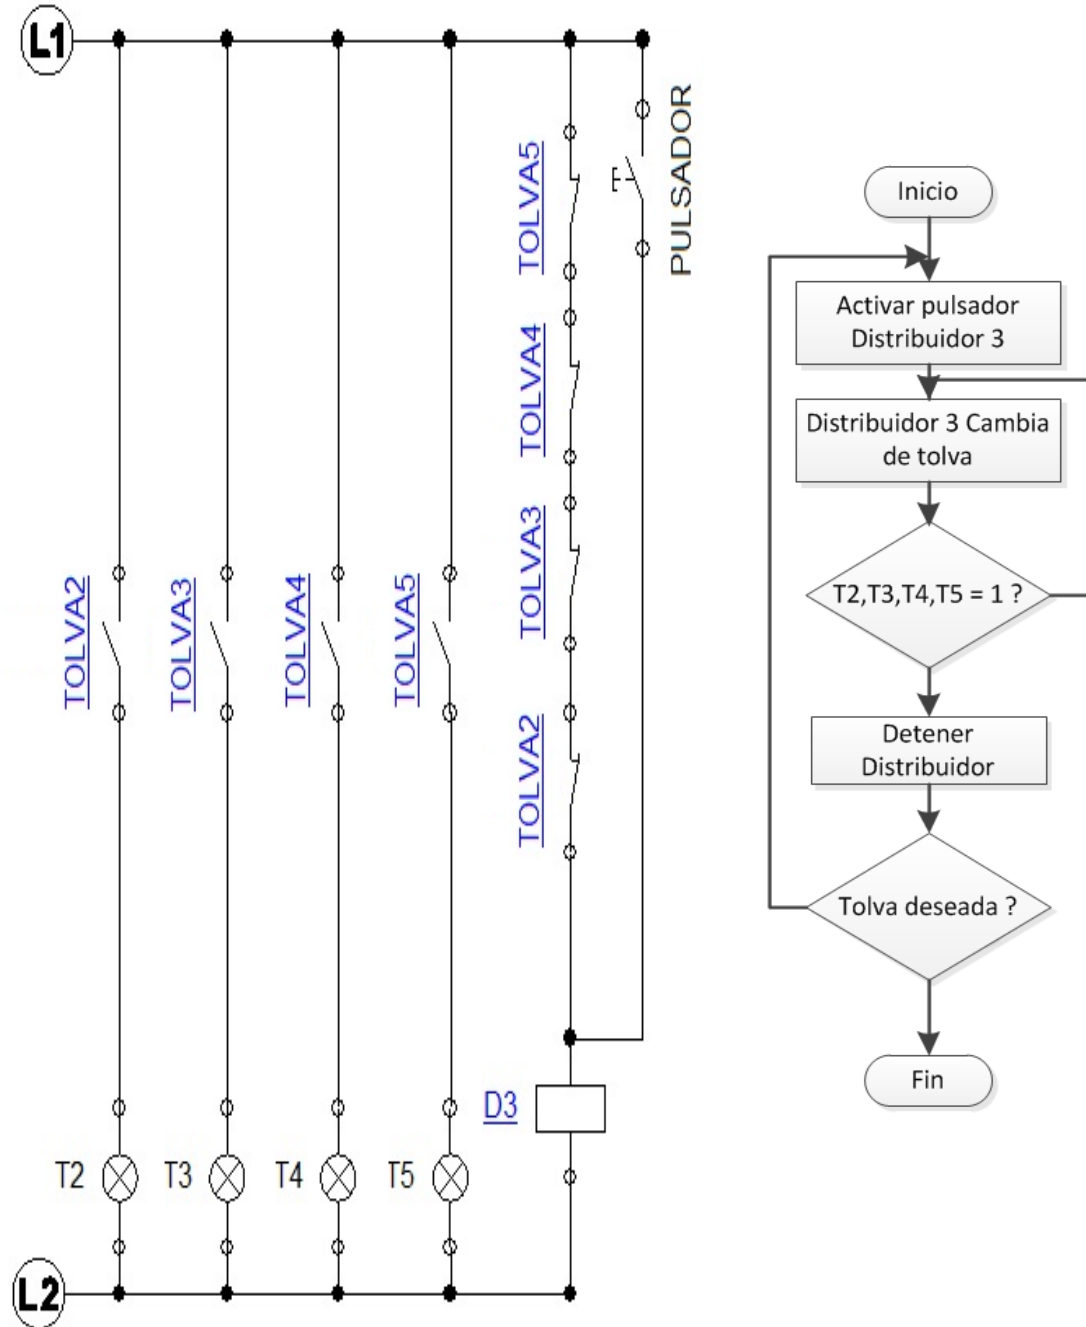 L1
TOLVA5
PULSADOR
TOLVA4
TOLVA3
TOLVA2
TOLVA2
TOLVA3
TOLVA4
TOLVA5
D3
T2
T3
T4
T5
L2
Inicio
Activar pulsador
Distribuidor 3
Distribuidor 3 Cambia
de tolva
T2,T3,T4,T5 = 1 ?
Detener
Distribuidor
Tolva deseada ?
Fin